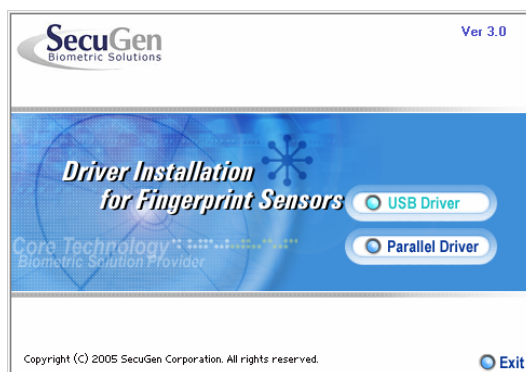 SecuGen
Biometric Solutions
Ver 3.0
Driver Installation
for Fingerprint Sensors
USB Driver
Parallel Driver
Core Technology
Biometric Solution Provider
Copyright (C) 2005 SecuGen Corporation. All rights reserved.
Exit